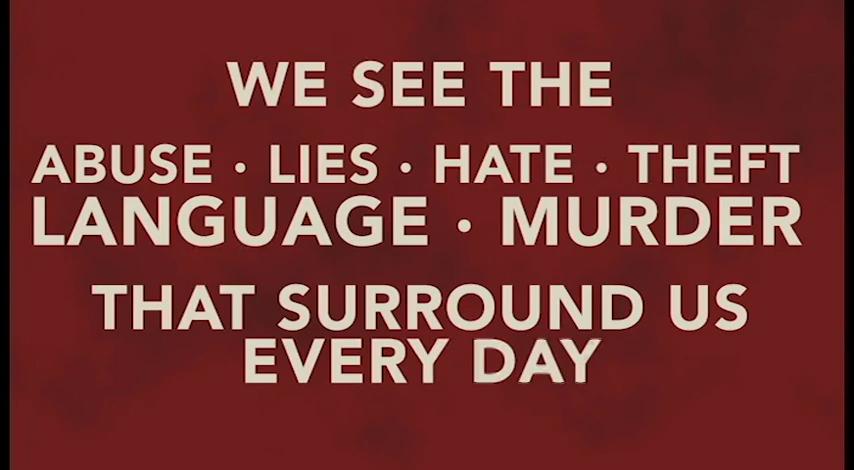 WE SEE THE
ABUSE · LIES · HATE · THEFT
LANGUAGE · MURDER
THAT SURROUND US
EVERY DAY